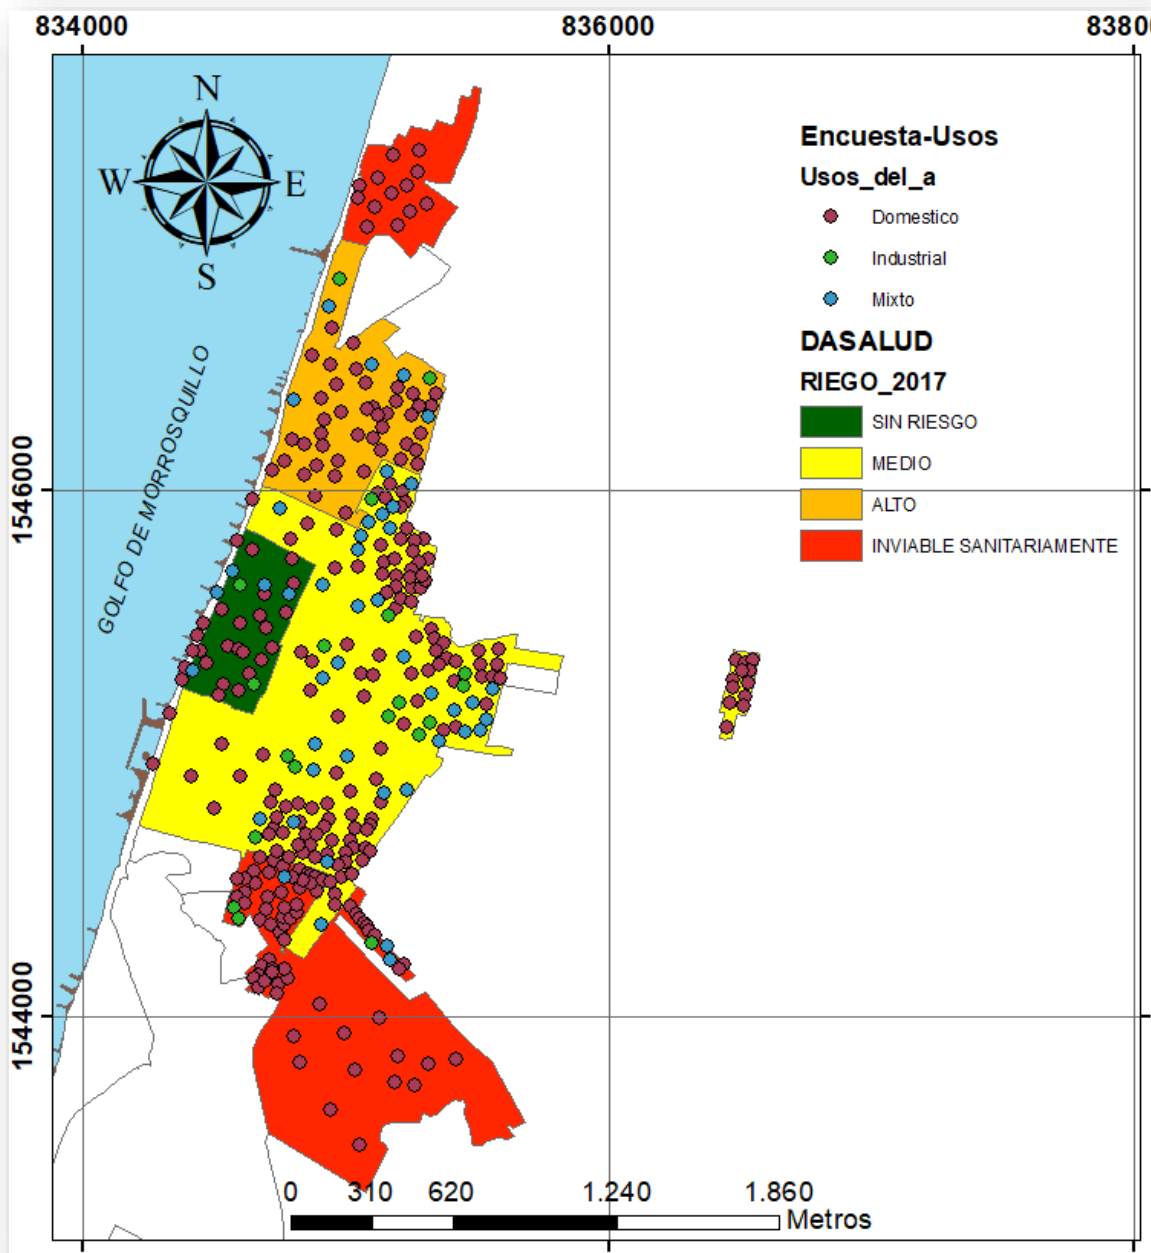 834000
836000
83800
N
W
E
S
GOLFO DE MORROSQUILLO
1546000
1544000
Encuesta-Usos
Usos_del_a
Domestico
Industrial
Mixto
DASALUD
RIEGO_2017
SIN RIESGO
MEDIO
ALTO
INVIABLE SANITARIAMENTE
0 310 620 1.240 1.860
Metros